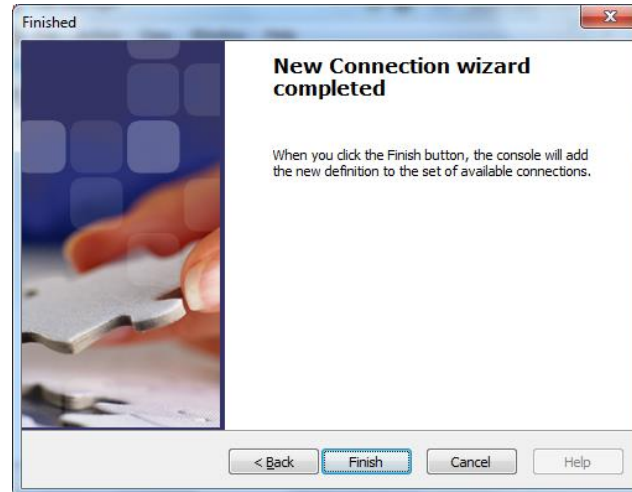 Finished
New Connection wizard
completed
When you click the Finish button, the console will add
the new definition to the set of available connections.
< Back
Finish
Cancel
Help